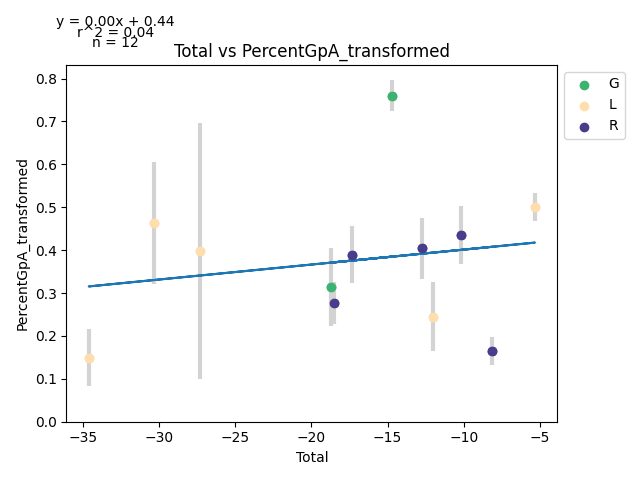 y = 0.00x + 0.44
r^2 = 0.04
n = 12
Total vs PercentGpA_transformed
G
L
R
0.8
0.7
0.6
0.5
0.4
0.3
0.2
0.1
0.0
PercentGpA_transformed
−35
−30
−25
−20
−15
−10
−5
Total